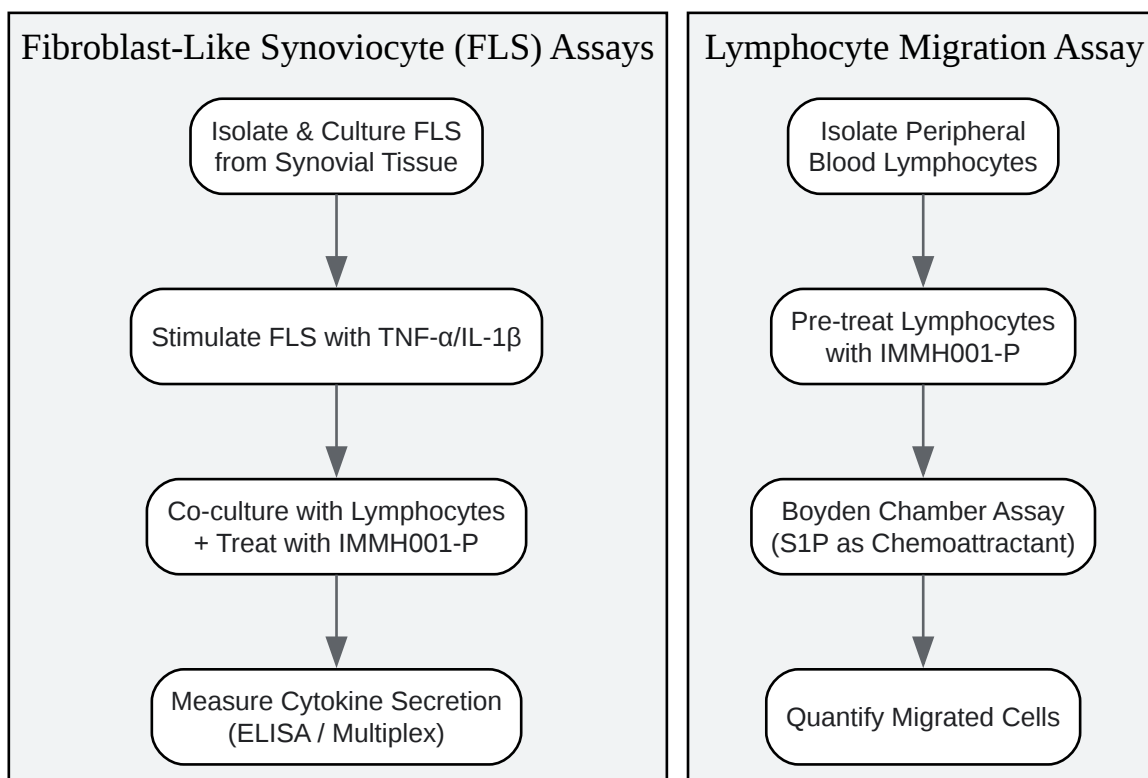 Fibroblast-Like Synoviocyte (FLS) Assays
Isolate & Culture FLS
from Synovial Tissue
Stimulate FLS with TNF-α/IL-1β
Co-culture with Lymphocytes
+ Treat with IMMH001-P
Measure Cytokine Secretion
(ELISA / Multiplex)
Lymphocyte Migration Assay
Isolate Peripheral
Blood Lymphocytes
Pre-treat Lymphocytes
with IMMH001-P
Boyden Chamber Assay
(S1P as Chemoattractant)
Quantify Migrated Cells